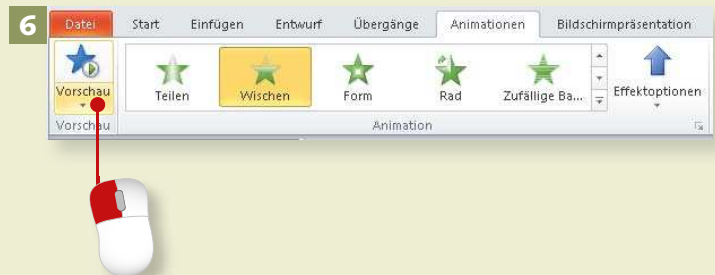 6
Datei Start Einfügen Entwurf Übergänge Animationen Bildschirmpräsentation
Vorschau Teilen Wischen Form Rad Zufällige Ba... Effektoptionen
Vorschau Animation